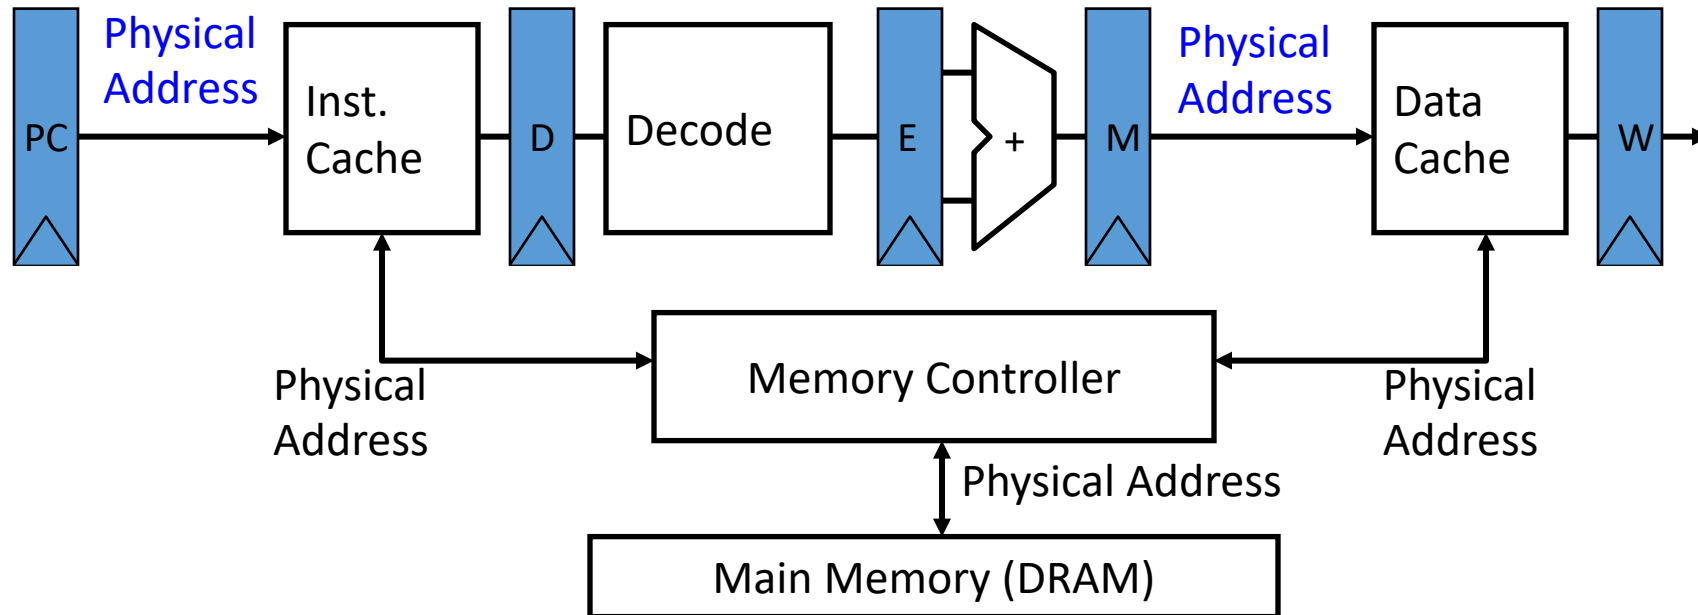 PC
Physical
Address
Inst.
Cache
D
Decode
E
+
M
Physical
Address
Data
Cache
W
Physical
Address
Memory Controller
Physical
Address
Physical Address
Main Memory (DRAM)